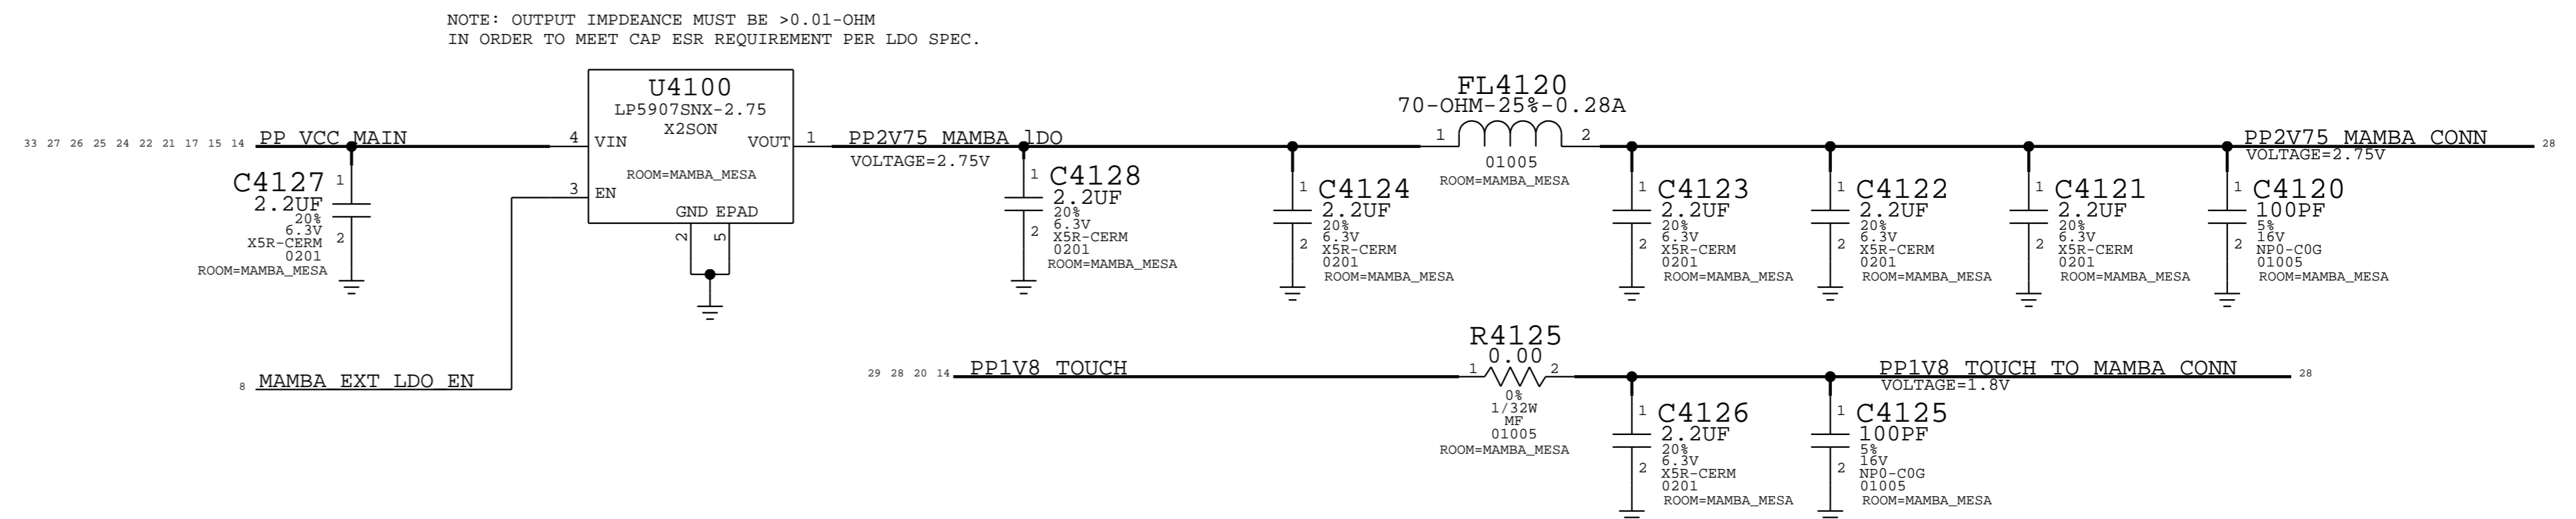 NOTE: OUTPUT IMPDEANCE MUST BE >0.01-OHM
IN ORDER TO MEET CAP ESR REQUIREMENT PER LDO SPEC.
33 27 26 25 24 22 21 17 15 14 PP_VCC_MAIN
C4127
1
2.2UF
20%
6.3V
X5R-CERM
2
0201
ROOM=MAMBA_MESA
U4100
LP5907SNX-2.75
X2SON
4 VIN
VOUT 1
ROOM=MAMBA_MESA
3 EN
GND EPAD
2 5
8 MAMBA_EXT_LDO_EN
PP2V75_MAMBA_lDO
VOLTAGE=2.75V
1 C4128
2.2UF
20%
6.3V
2 X5R-CERM
0201
ROOM=MAMBA_MESA
1 C4124
2.2UF
20%
6.3V
2 X5R-CERM
0201
ROOM=MAMBA_MESA
FL4120
70-OHM-25%-0.28A
1 2
01005
ROOM=MAMBA_MESA
1 C4123
2.2UF
20%
6.3V
2 X5R-CERM
0201
ROOM=MAMBA_MESA
1 C4122
2.2UF
20%
6.3V
2 X5R-CERM
0201
ROOM=MAMBA_MESA
1 C4121
2.2UF
20%
6.3V
2 X5R-CERM
0201
ROOM=MAMBA_MESA
PP2V75_MAMBA_CONN 28
VOLTAGE=2.75V
1 C4120
100PF
5%
16V
2 NP0-C0G
01005
ROOM=MAMBA_MESA
29 28 20 14 PP1V8_TOUCH
R4125
0.00
1 2
0%
1/32W
MF
01005
ROOM=MAMBA_MESA
PP1V8_TOUCH_TO_MAMBA_CONN 28
VOLTAGE=1.8V
1 C4126
2.2UF
20%
6.3V
2 X5R-CERM
0201
ROOM=MAMBA_MESA
1 C4125
100PF
5%
16V
2 NP0-C0G
01005
ROOM=MAMBA_MESA